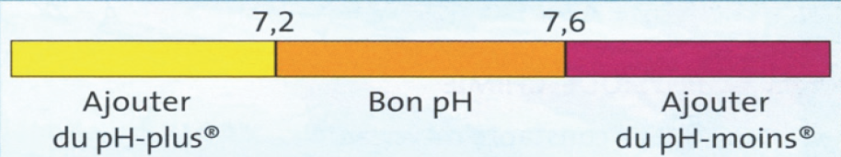 7,2 7,6
Ajouter Bon pH Ajouter
du pH-plus® du pH-moins®